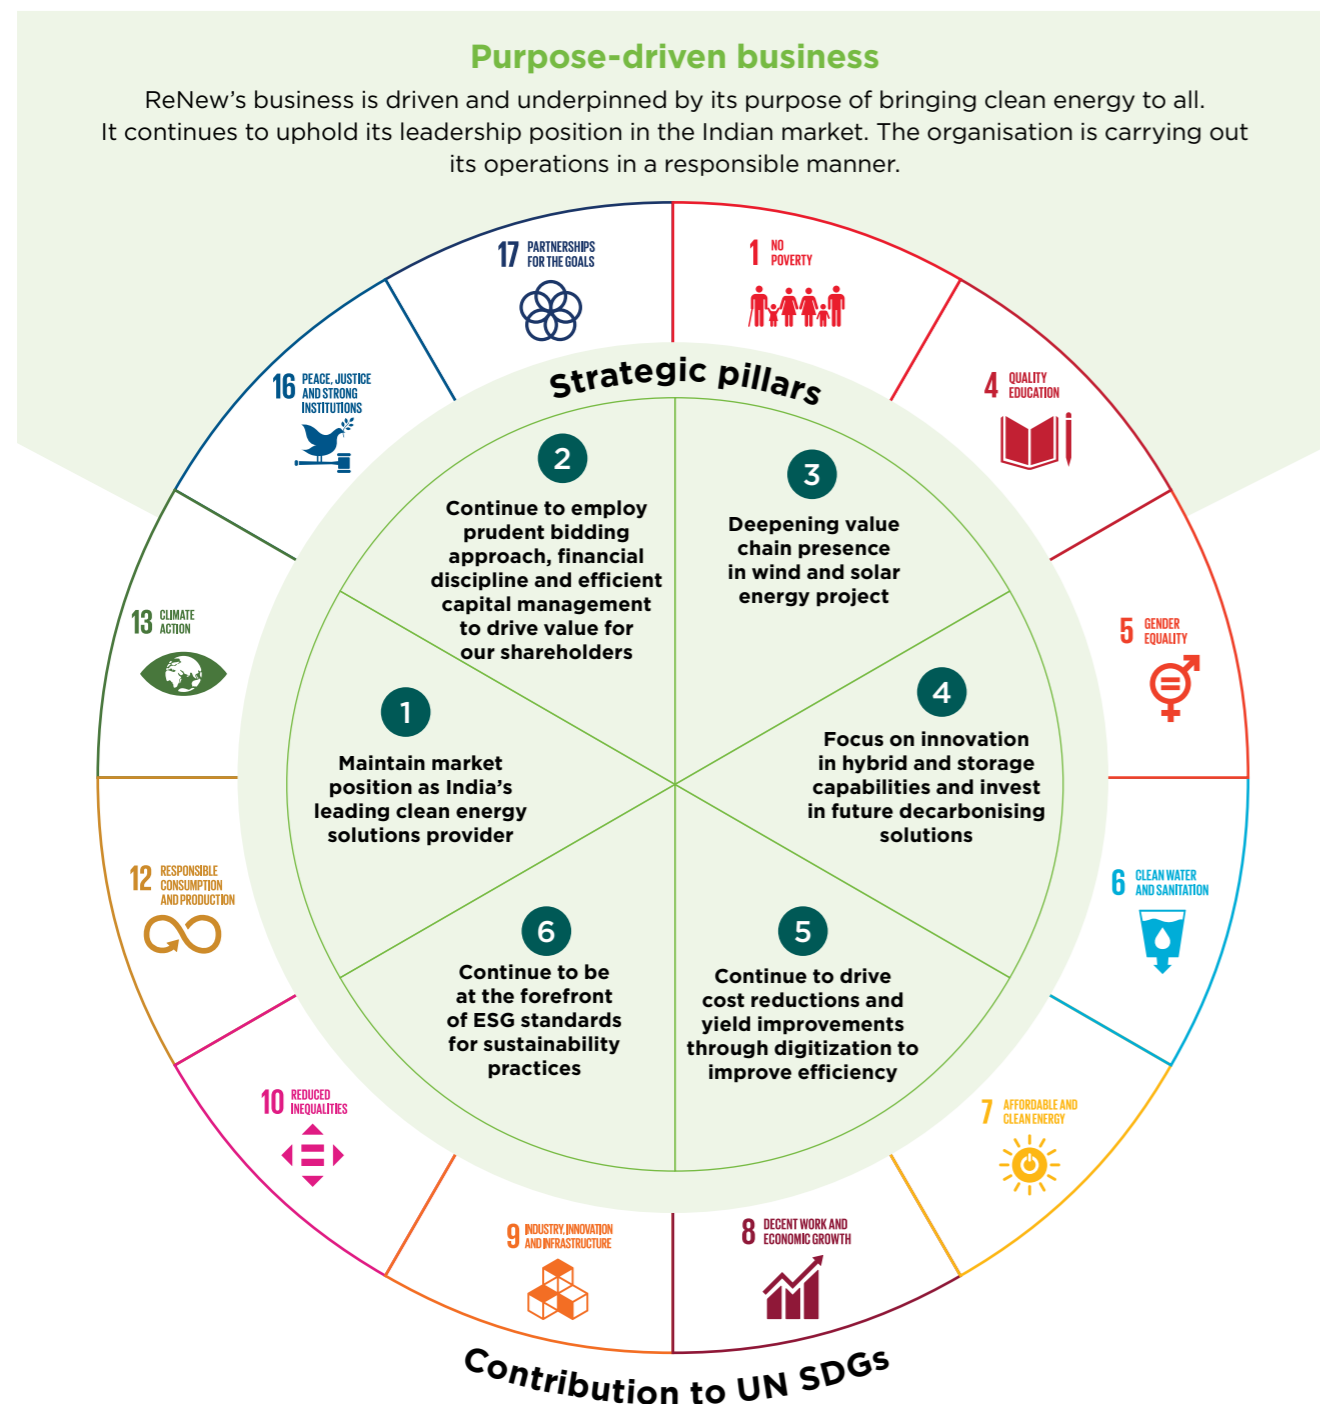 Purpose-driven business
ReNew's business is driven and underpinned by its purpose of bringing clean energy to all.
It continues to uphold its leadership position in the Indian market. The organisation is carrying out
its operations in a responsible manner.
17 PARTNERSHIPS
FOR THE GOALS
1 NO
POVERTY
16 PEACE, JUSTICE
AND STRONG
INSTITUTIONS
4 QUALITY
EDUCATION
13 CLIMATE
ACTION
5 GENDER
EQUALITY
12 RESPONSIBLE
CONSUMPTION
AND PRODUCTION
6 CLEAN WATER
AND SANITATION
10 REDUCED
INEQUALITIES
7 AFFORDABLE AND
CLEAN ENERGY
9 INDUSTRY, INNOVATION
AND INFRASTRUCTURE
8 DECENT WORK AND
ECONOMIC GROWTH
Strategic pillars
2
Continue to employ
prudent bidding
approach, financial
discipline and efficient
capital management
to drive value for
our shareholders
3
Deepening value
chain presence
in wind and solar
energy project
1
Maintain market
position as India's
leading clean energy
solutions provider
4
Focus on innovation
in hybrid and storage
capabilities and invest
in future decarbonising
solutions
6
Continue to be
at the forefront
of ESG standards
for sustainability
practices
5
Continue to drive
cost reductions and
yield improvements
through digitization to
improve efficiency
Contribution to UN SDGs